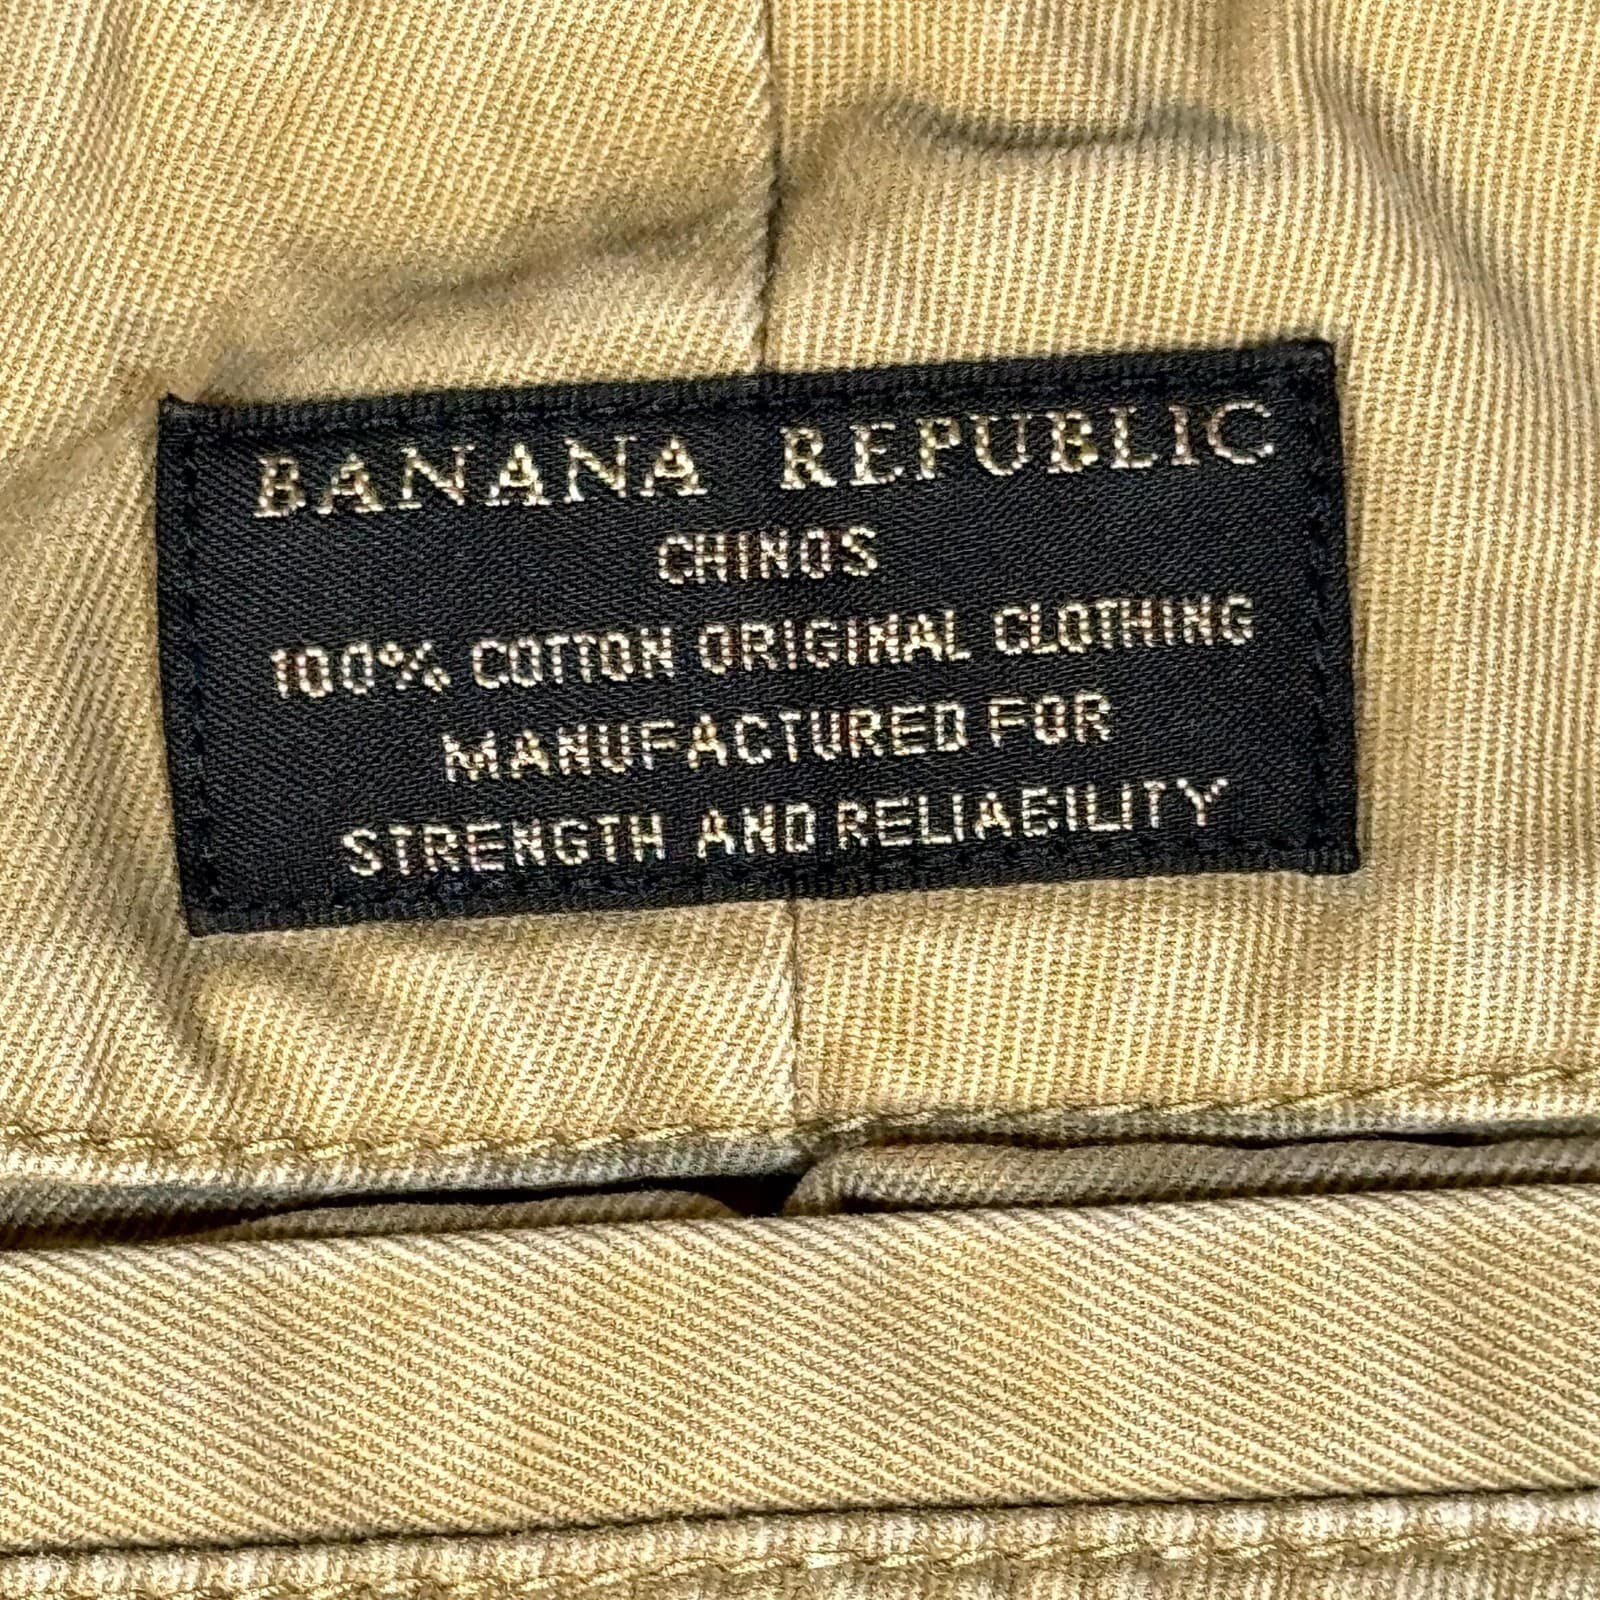 BANANA REPUBLIC
CHINOS
100% COTTON ORIGINAL CLOTHING
MANUFACTURED FOR
STRENGTH AND RELIABILITY